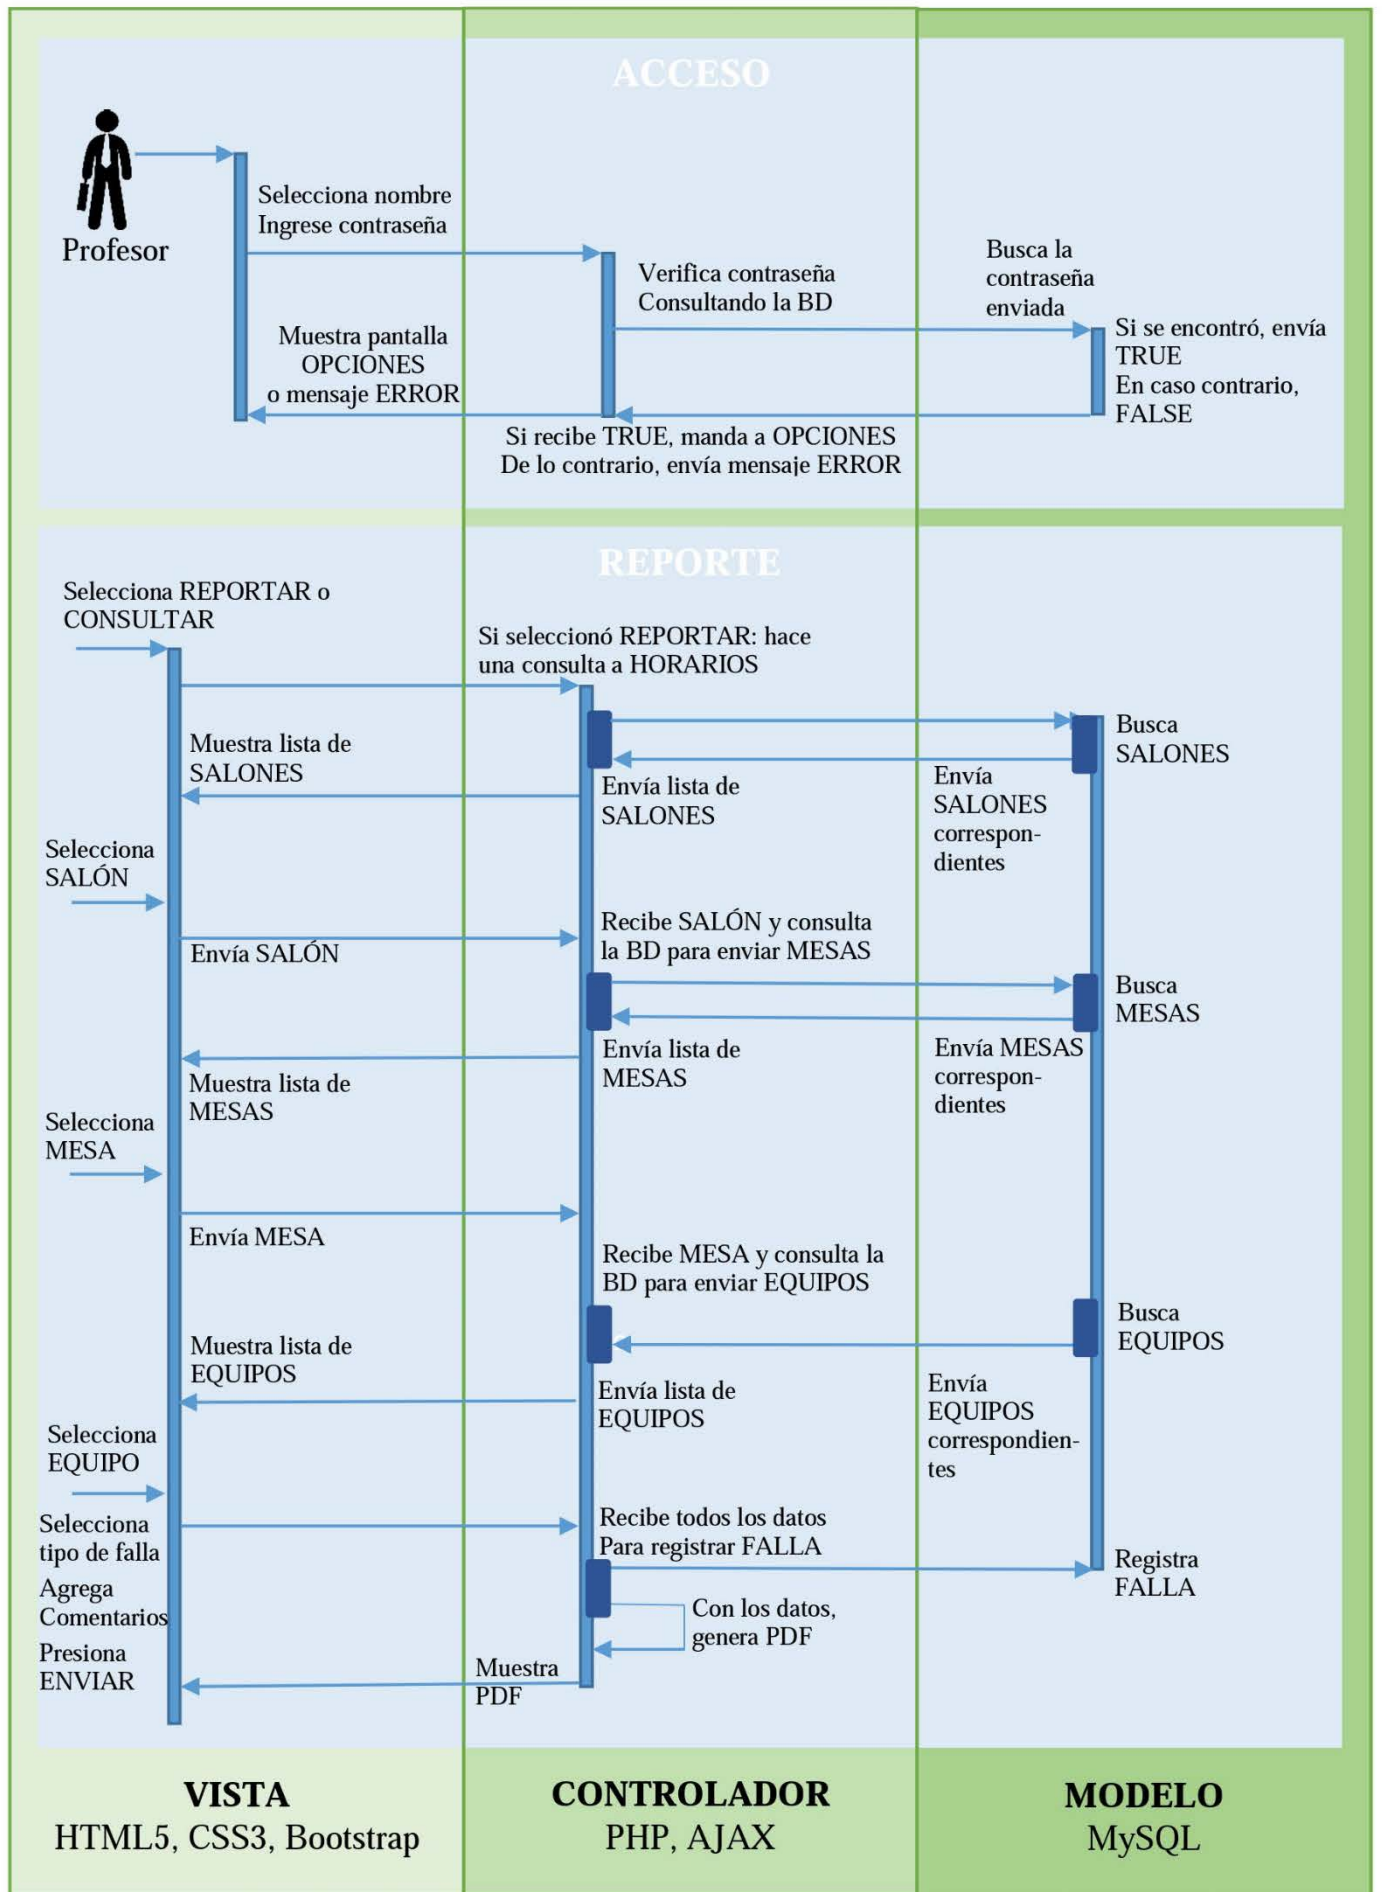 ACCESO
Profesor
Selecciona nombre
Ingrese contraseña
Verifica contraseña
Consultando la BD
Busca la
contraseña
enviada
Si se encontró, envía
TRUE
En caso contrario,
FALSE
Muestra pantalla
OPCIONES
o mensaje ERROR
Si recibe TRUE, manda a OPCIONES
De lo contrario, envía mensaje ERROR
REPORTE
Selecciona REPORTAR o
CONSULTAR
Si seleccionó REPORTAR: hace
una consulta a HORARIOS
Busca
SALONES
Muestra lista de
SALONES
Envía lista de
SALONES
Envía
SALONES
correspon-
dientes
Selecciona
SALÓN
Envía SALÓN
Recibe SALÓN y consulta
la BD para enviar MESAS
Busca
MESAS
Envía lista de
MESAS
Envía MESAS
correspon-
dientes
Muestra lista de
MESAS
Selecciona
MESA
Envía MESA
Recibe MESA y consulta la
BD para enviar EQUIPOS
Busca
EQUIPOS
Muestra lista de
EQUIPOS
Envía lista de
EQUIPOS
Envía
EQUIPOS
correspondien-
tes
Selecciona
EQUIPO
Selecciona
tipo de falla
Agrega
Comentarios
Presiona
ENVIAR
Recibe todos los datos
Para registrar FALLA
Registra
FALLA
Con los datos,
genera PDF
Muestra
PDF
VISTA
HTML5, CSS3, Bootstrap
CONTROLADOR
PHP, AJAX
MODELO
MySQL